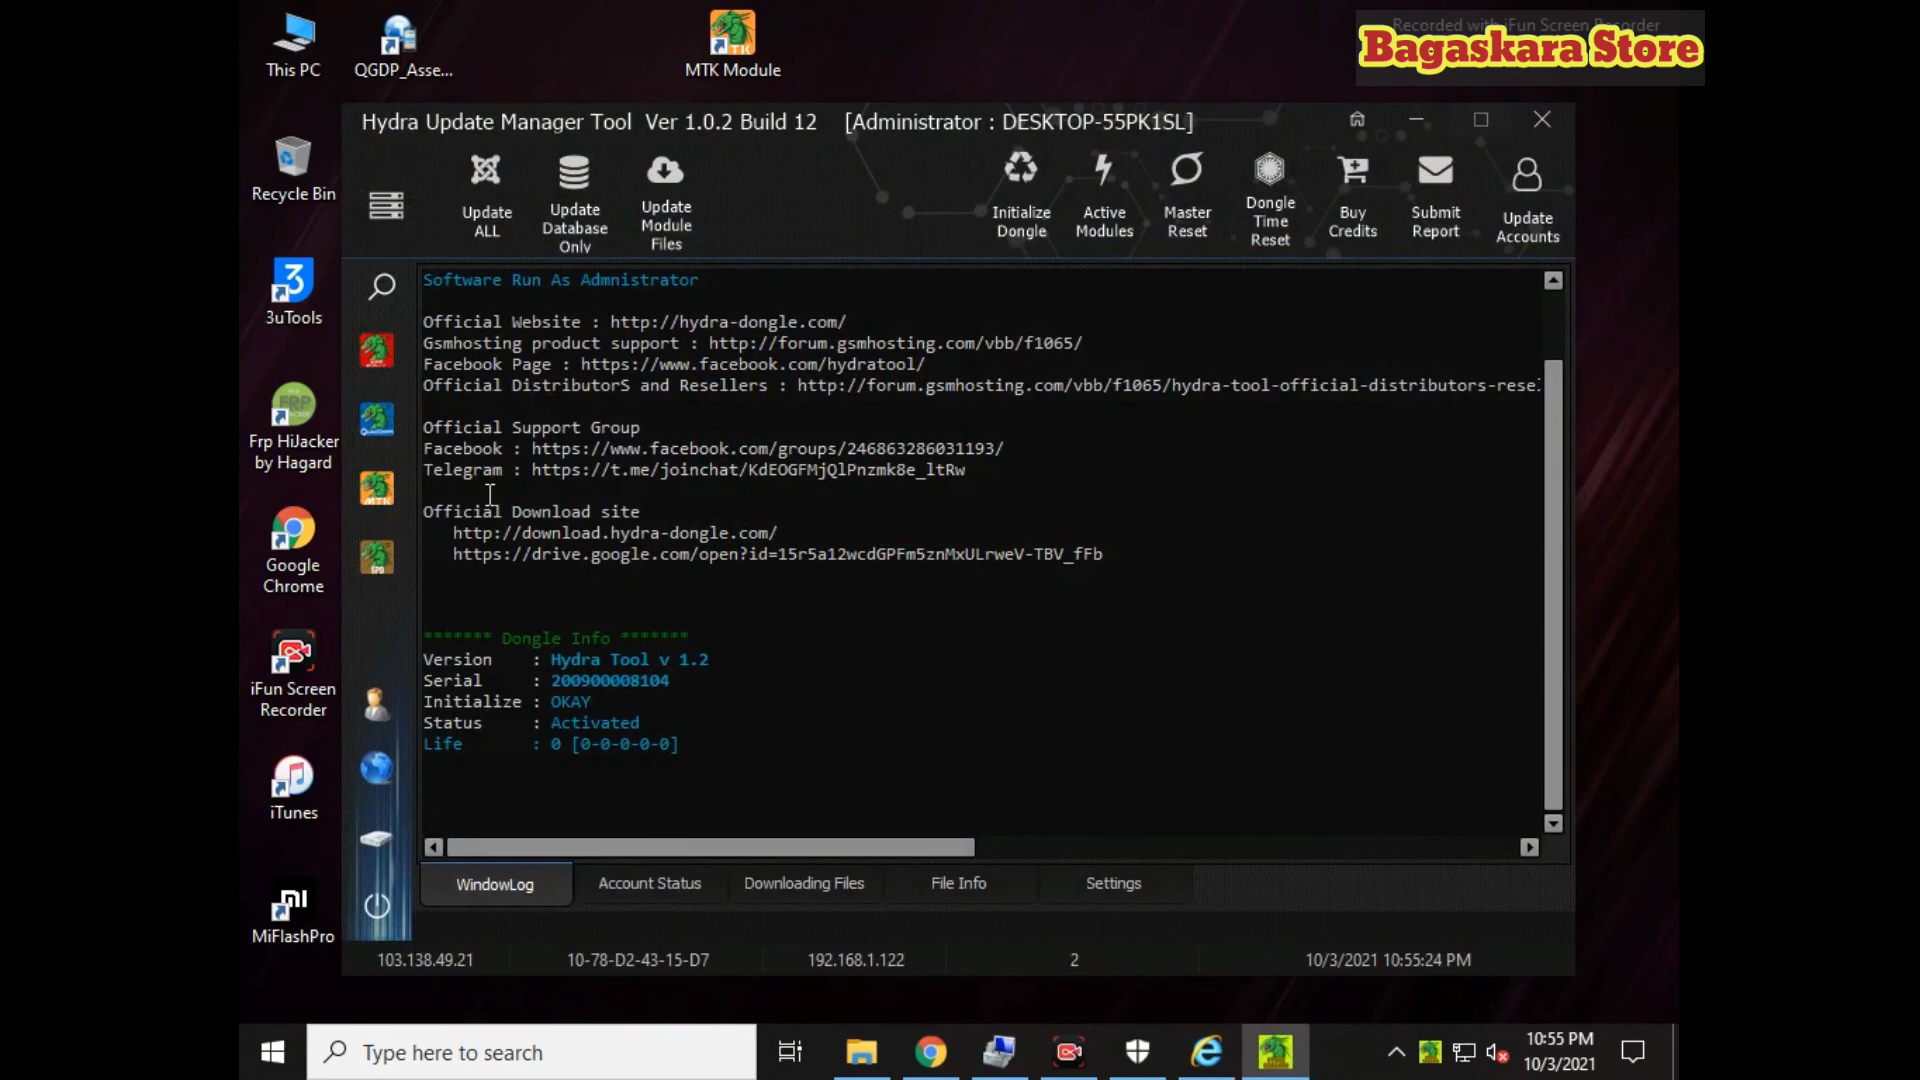 This PC
QGDP_Asse...
MTK Module
Recorded with iFun Screen Recorder
Bagaskara Store
Recycle Bin
3uTools
Frp HiJacker
by Hagard
Google
Chrome
iFun Screen
Recorder
iTunes
MiFlashPro
Hydra Update Manager Tool Ver 1.0.2 Build 12 [Administrator : DESKTOP-55PK1SL]
Update
ALL
Update
Database
Only
Update
Module
Files
Initialize
Dongle
Active
Modules
Master
Reset
Dongle
Time
Reset
Buy
Credits
Submit
Report
Update
Accounts
Software Run As Admnistrator
Official Website : http://hydra-dongle.com/
Gsmhosting product support : http://forum.gsmhosting.com/vbb/f1065/
Facebook Page : https://www.facebook.com/hydratool/
Official DistributorS and Resellers : http://forum.gsmhosting.com/vbb/f1065/hydra-tool-official-distributors-rese
Official Support Group
Facebook : https://www.facebook.com/groups/246863286031193/
Telegram : https://t.me/joinchat/KdEOGFMjQlPnzmk8e_ltRw
Official Download site
http://download.hydra-dongle.com/
https://drive.google.com/open?id=15r5a12wcdGPFm5znMxULrweV-TBV_fFb
******* Dongle Info *******
Version : Hydra Tool v 1.2
Serial : 200900008104
Initialize : OKAY
Status : Activated
Life : 0 [0-0-0-0-0]
MTK
SPD
WindowLog
Account Status
Downloading Files
File Info
Settings
103.138.49.21
10-78-D2-43-15-D7
192.168.1.122
2
10/3/2021 10:55:24 PM
Type here to search
10:55 PM
10/3/2021